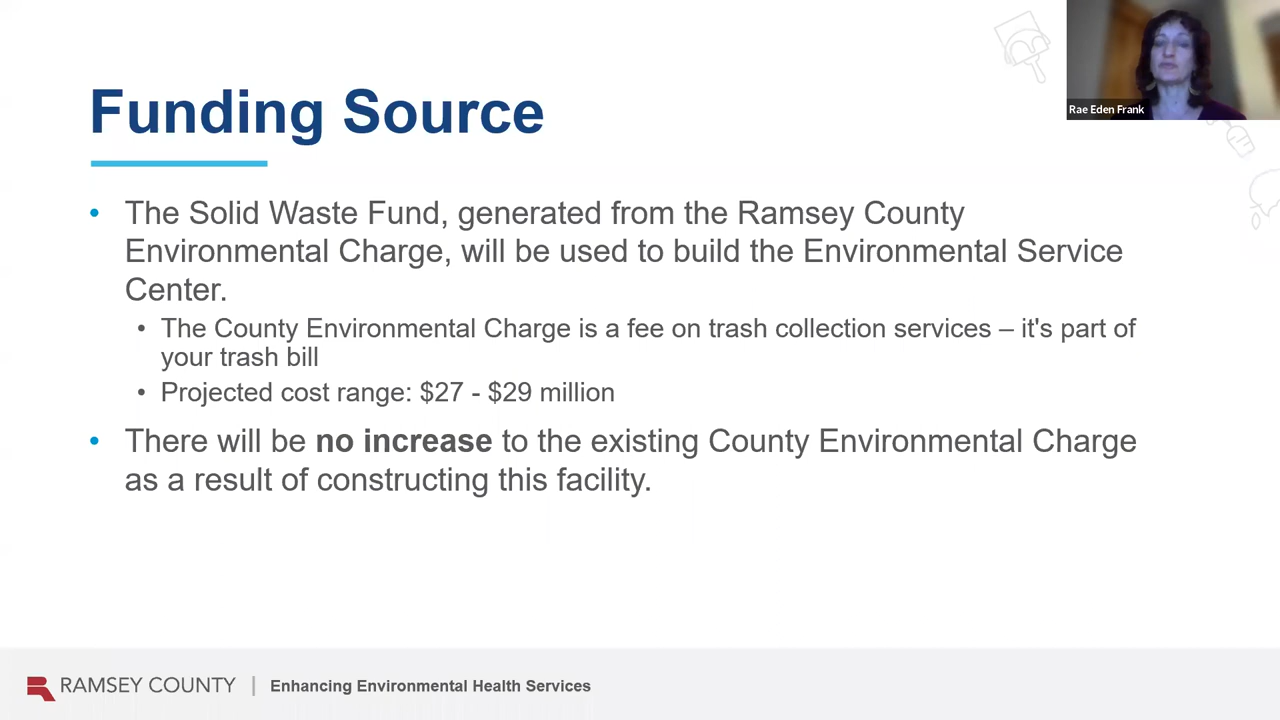 Rae Eden Frank
Funding Source
• The Solid Waste Fund, generated from the Ramsey County
Environmental Charge, will be used to build the Environmental Service
Center.
• The County Environmental Charge is a fee on trash collection services – it's part of
your trash bill
• Projected cost range: $27 - $29 million
• There will be no increase to the existing County Environmental Charge
as a result of constructing this facility.
RAMSEY COUNTY | Enhancing Environmental Health Services